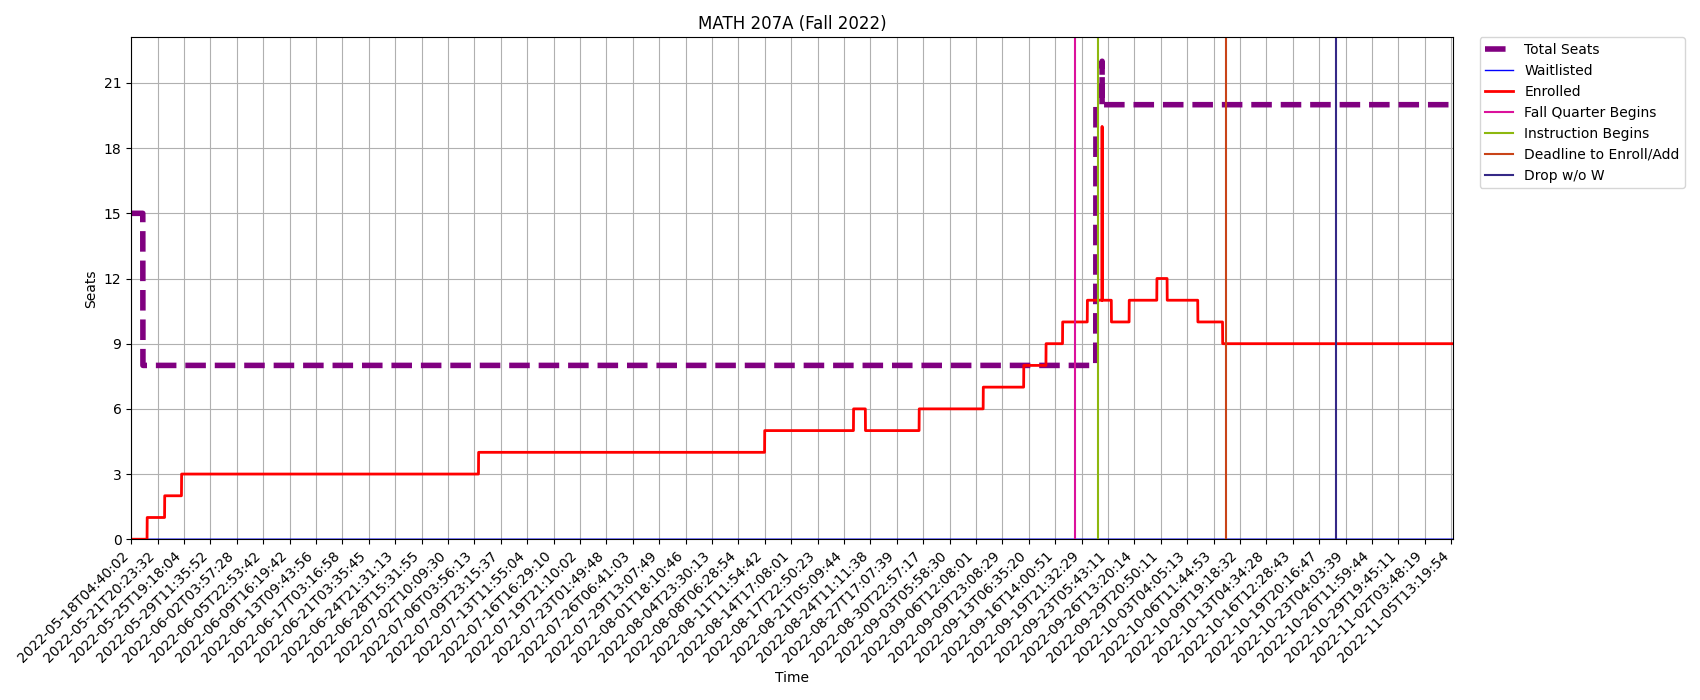 MATH 207A (Fall 2022)
Total Seats
Waitlisted
Enrolled
Fall Quarter Begins
Instruction Begins
Deadline to Enroll/Add
Drop w/o W
Seats
21
18
15
12
9
6
3
0
2022-05-18T04:40:02
2022-05-21T20:23:32
2022-05-25T19:18:04
2022-05-29T11:35:52
2022-06-02T03:57:28
2022-06-05T22:53:42
2022-06-09T16:19:42
2022-06-13T09:43:56
2022-06-17T03:16:58
2022-06-21T03:35:45
2022-06-24T21:31:13
2022-06-28T15:31:55
2022-07-02T10:09:30
2022-07-06T03:56:13
2022-07-09T23:15:37
2022-07-13T11:55:04
2022-07-16T16:29:10
2022-07-19T21:10:02
2022-07-23T01:49:48
2022-07-26T06:41:03
2022-07-29T13:07:49
2022-08-01T18:10:46
2022-08-04T23:30:13
2022-08-08T06:28:54
2022-08-11T11:54:42
2022-08-14T17:08:01
2022-08-17T22:50:23
2022-08-21T05:09:44
2022-08-24T11:11:38
2022-08-27T17:07:39
2022-08-30T22:57:17
2022-09-03T05:58:30
2022-09-06T12:08:01
2022-09-09T23:08:29
2022-09-13T06:35:20
2022-09-16T14:00:51
2022-09-19T21:32:29
2022-09-23T05:43:11
2022-09-26T13:20:14
2022-09-29T20:50:11
2022-10-03T04:05:13
2022-10-06T11:44:53
2022-10-09T19:18:32
2022-10-13T04:34:28
2022-10-16T12:28:43
2022-10-19T20:16:47
2022-10-23T04:03:39
2022-10-26T11:59:44
2022-10-29T19:45:11
2022-11-02T03:48:19
2022-11-05T13:19:54
Time